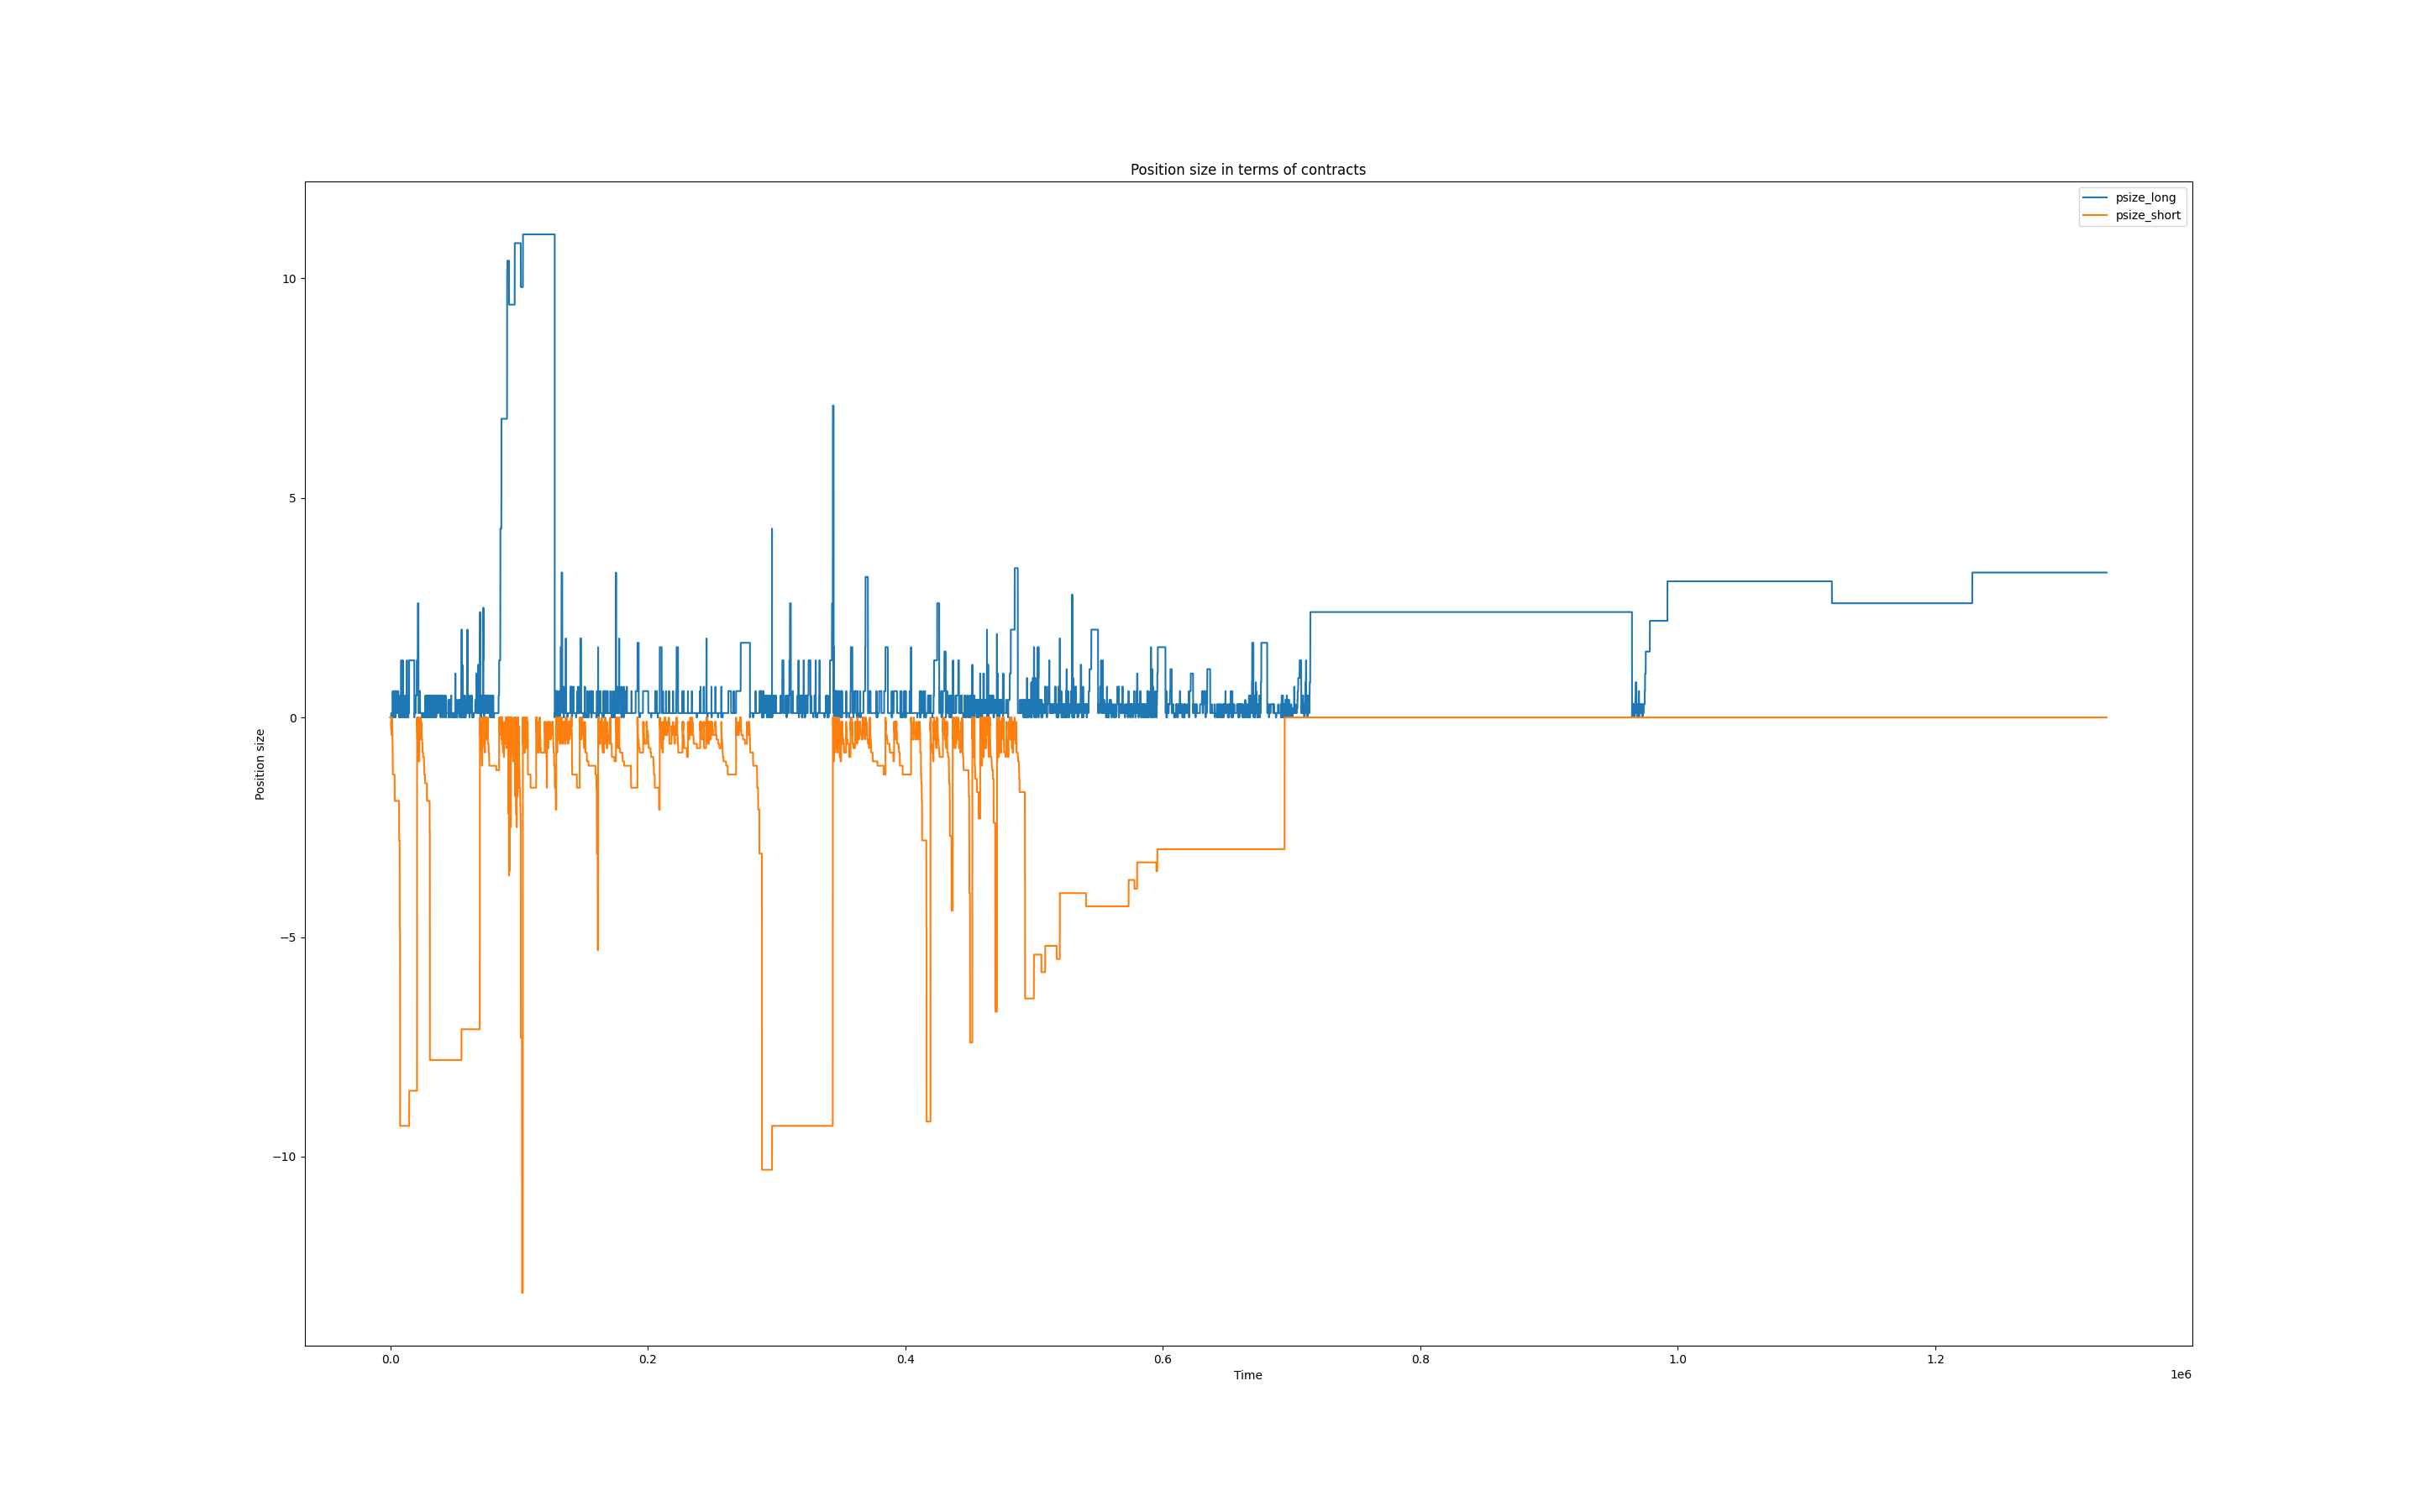 Position size in terms of contracts
psize_long
psize_short
10
5
0
−5
−10
Position size
0.0 0.2 0.4 0.6 0.8 1.0 1.2
Time
1e6